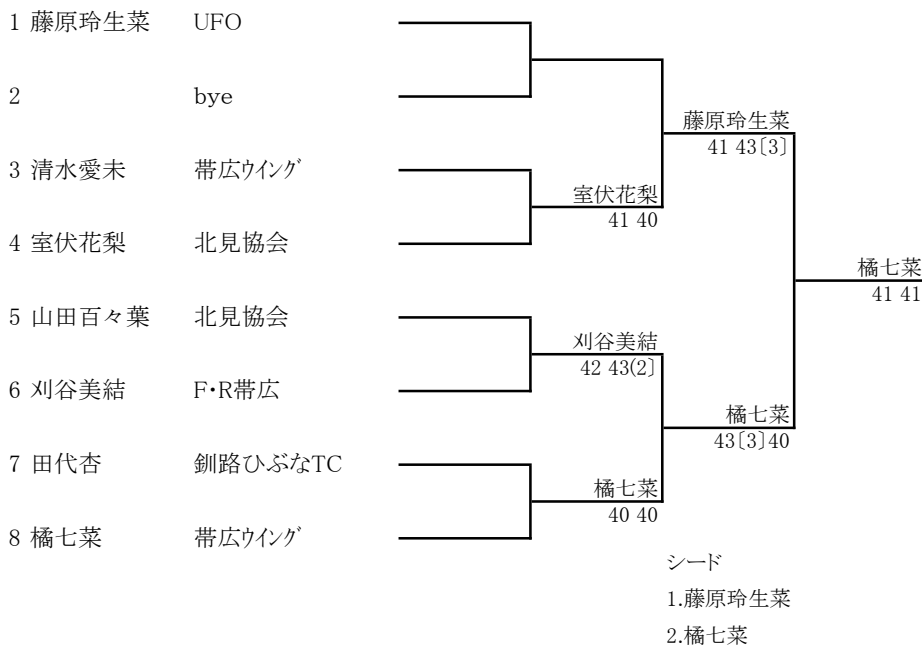 1 藤原玲生菜 UFO
2 bye
藤原玲生菜
41 43〔3〕
3 清水愛未 帯広ウイング
室伏花梨
41 40
4 室伏花梨 北見協会
橘七菜
41 41
5 山田百々葉 北見協会
刈谷美結
42 43(2〕
6 刈谷美結 F・R帯広
橘七菜
43〔3〕40
7 田代杏 釧路ひぶなTC
橘七菜
40 40
8 橘七菜 帯広ウイング
シード
1.藤原玲生菜
2.橘七菜